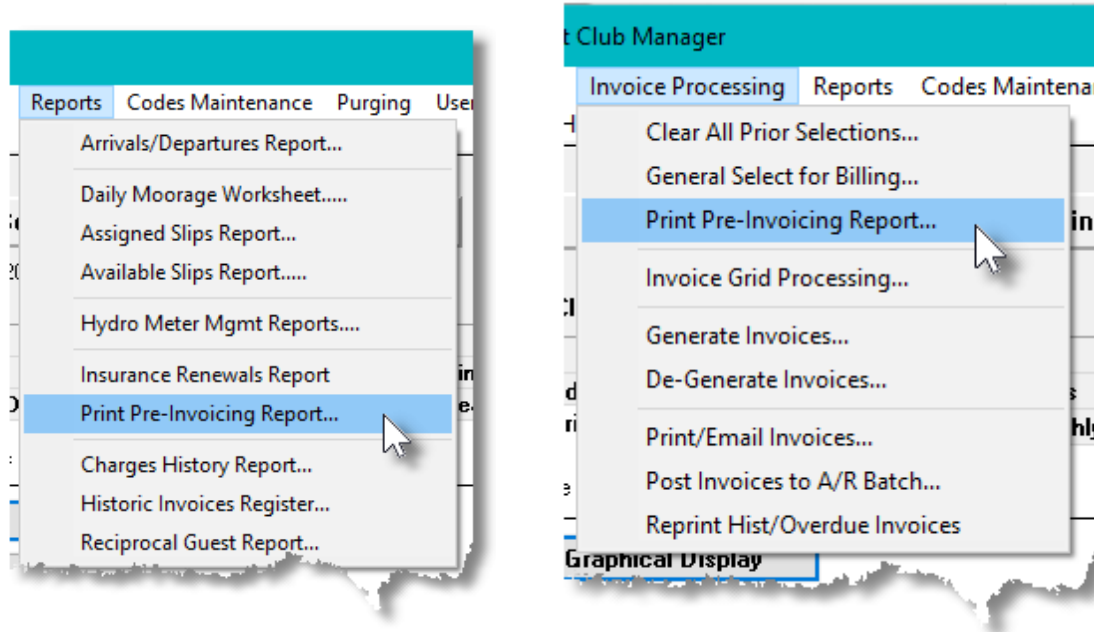 Reports Codes Maintenance Purging User
Arrivals/Departures Report...
Daily Moorage Worksheet.....
Assigned Slips Report...
Available Slips Report.....
Hydro Meter Mgmt Reports....
Insurance Renewals Report
Print Pre-Invoicing Report...
Charges History Report...
Historic Invoices Register...
Reciprocal Guest Report...
t Club Manager
Invoice Processing Reports Codes Maintena
Clear All Prior Selections...
General Select for Billing...
Print Pre-Invoicing Report...
Invoice Grid Processing...
Generate Invoices...
De-Generate Invoices...
Print/Email Invoices...
Post Invoices to A/R Batch...
Reprint Hist/Overdue Invoices
Graphical Display